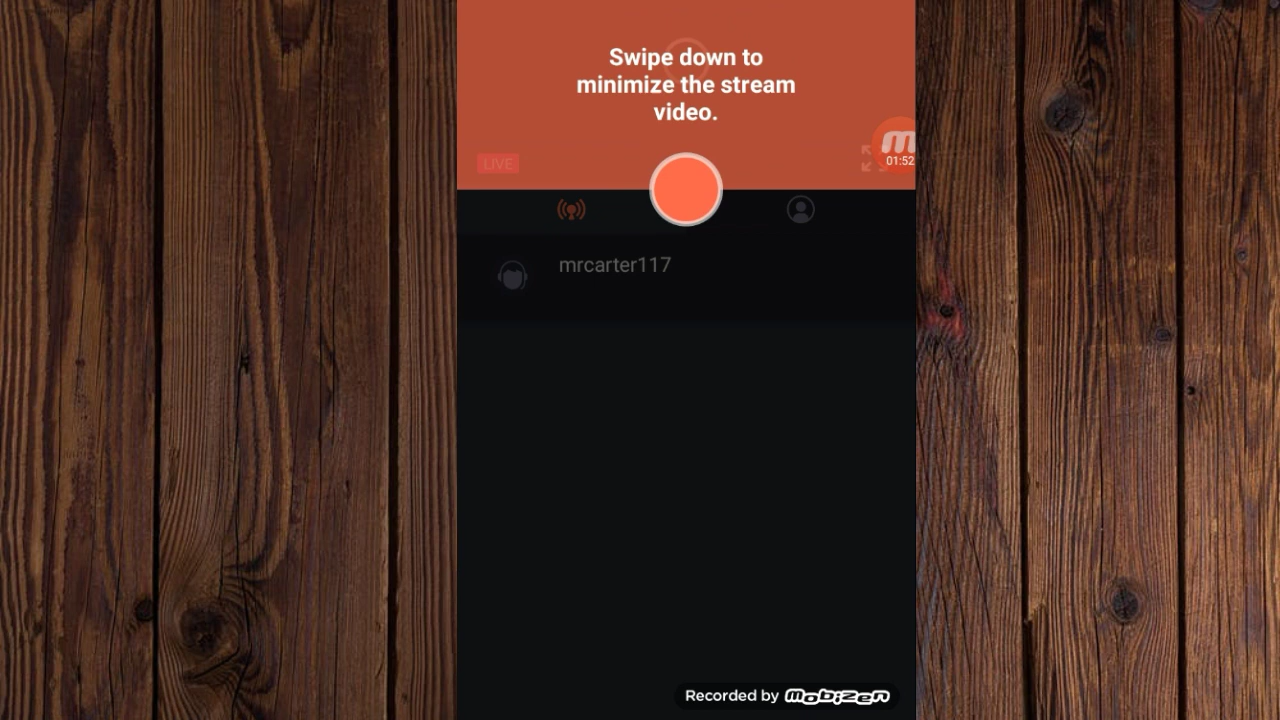 Swipe down to
minimize the stream
video.
LIVE
01:52
mrcarter117
Recorded by mobizen